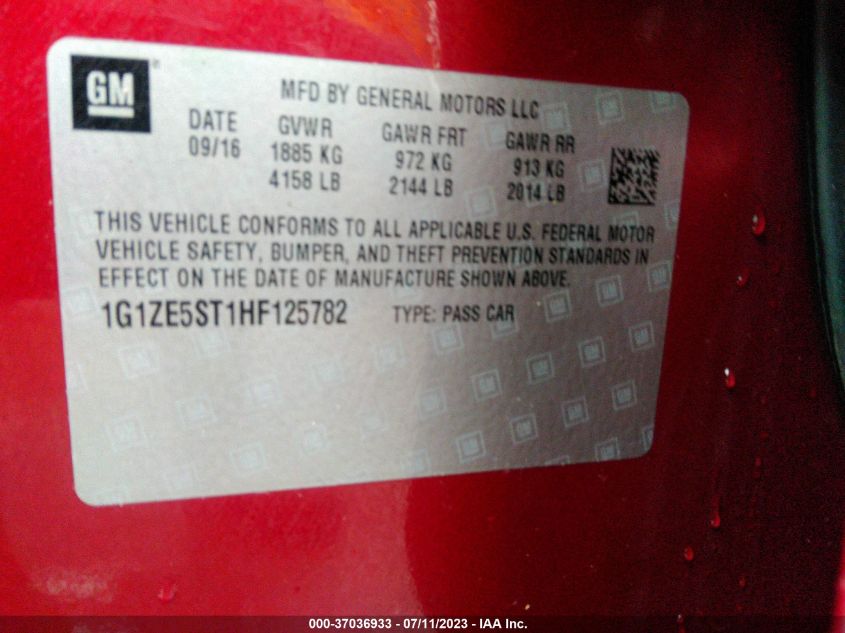 GM
MFD BY GENERAL MOTORS LLC
DATE GVWR GAWR FRT GAWR RR
09/16 1885 KG 972 KG 913 KG
4158 LB 2144 LB 2014 LB
THIS VEHICLE CONFORMS TO ALL APPLICABLE U.S. FEDERAL MOTOR
VEHICLE SAFETY, BUMPER, AND THEFT PREVENTION STANDARDS IN
EFFECT ON THE DATE OF MANUFACTURE SHOWN ABOVE.
1G1ZE5ST1HF125782 TYPE: PASS CAR
000-37036933 - 07/11/2023 - IAA Inc.